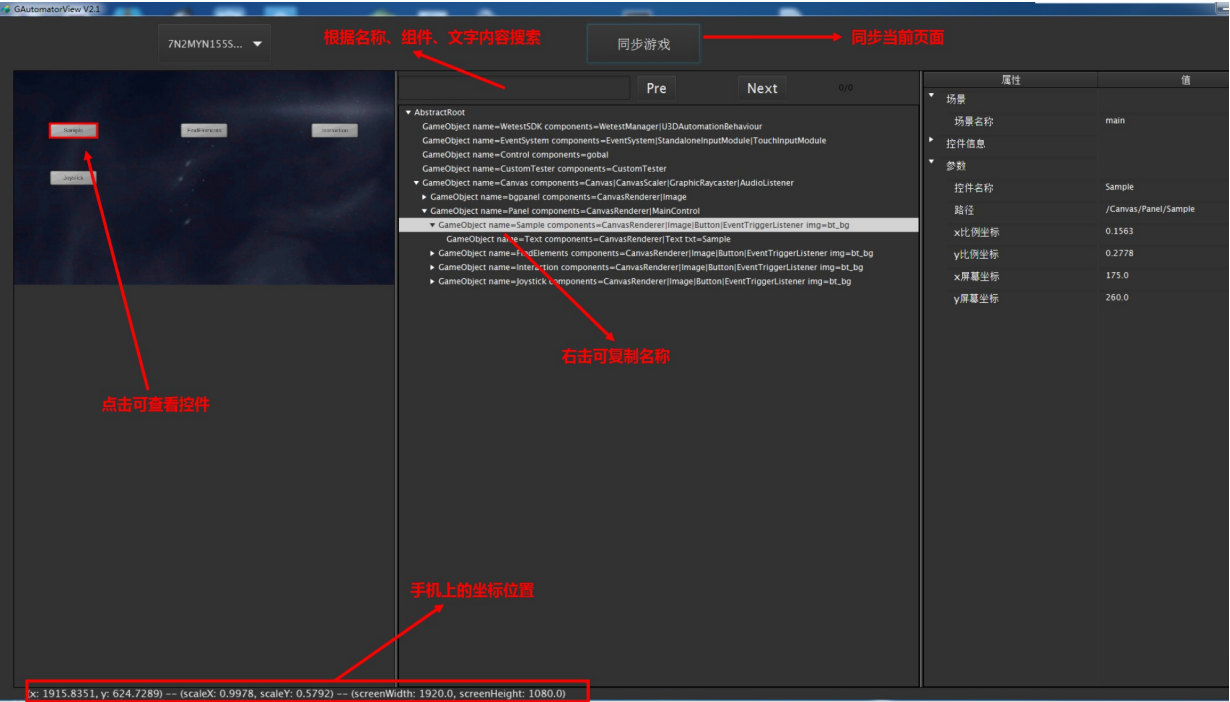 GAutomatorView V2.1
7N2MYN155S...
根据名称、组件、文字内容搜索
同步游戏
同步当前页面
Pre
Next
0/0
Sample
FindElements
Interaction
Joystick
AbstractRoot
GameObject name=WetestSDK components=WetestManager|U3DAutomationBehaviour
GameObject name=EventSystem components=EventSystem|StandaloneInputModule|TouchInputModule
GameObject name=Control components=gobal
GameObject name=CustomTester components=CustomTester
GameObject name=Canvas components=Canvas|CanvasScaler|GraphicRaycaster|AudioListener
GameObject name=bgpanel components=CanvasRenderer|Image
GameObject name=Panel components=CanvasRenderer|MainControl
GameObject name=Sample components=CanvasRenderer|Image|Button|EventTriggerListener img=bt_bg
GameObject name=Text components=CanvasRenderer|Text txt=Sample
GameObject name=FindElements components=CanvasRenderer|Image|Button|EventTriggerListener img=bt_bg
GameObject name=Interaction components=CanvasRenderer|Image|Button|EventTriggerListener img=bt_bg
GameObject name=Joystick components=CanvasRenderer|Image|Button|EventTriggerListener img=bt_bg
属性 值
场景
场景名称 main
控件信息
参数
控件名称 Sample
路径 /Canvas/Panel/Sample
x比例坐标 0.1563
y比例坐标 0.2778
x屏幕坐标 175.0
y屏幕坐标 260.0
右击可复制名称
点击可查看控件
手机上的坐标位置
(x: 1915.8351, y: 624.7289) -- (scaleX: 0.9978, scaleY: 0.5792) -- (screenWidth: 1920.0, screenHeight: 1080.0)